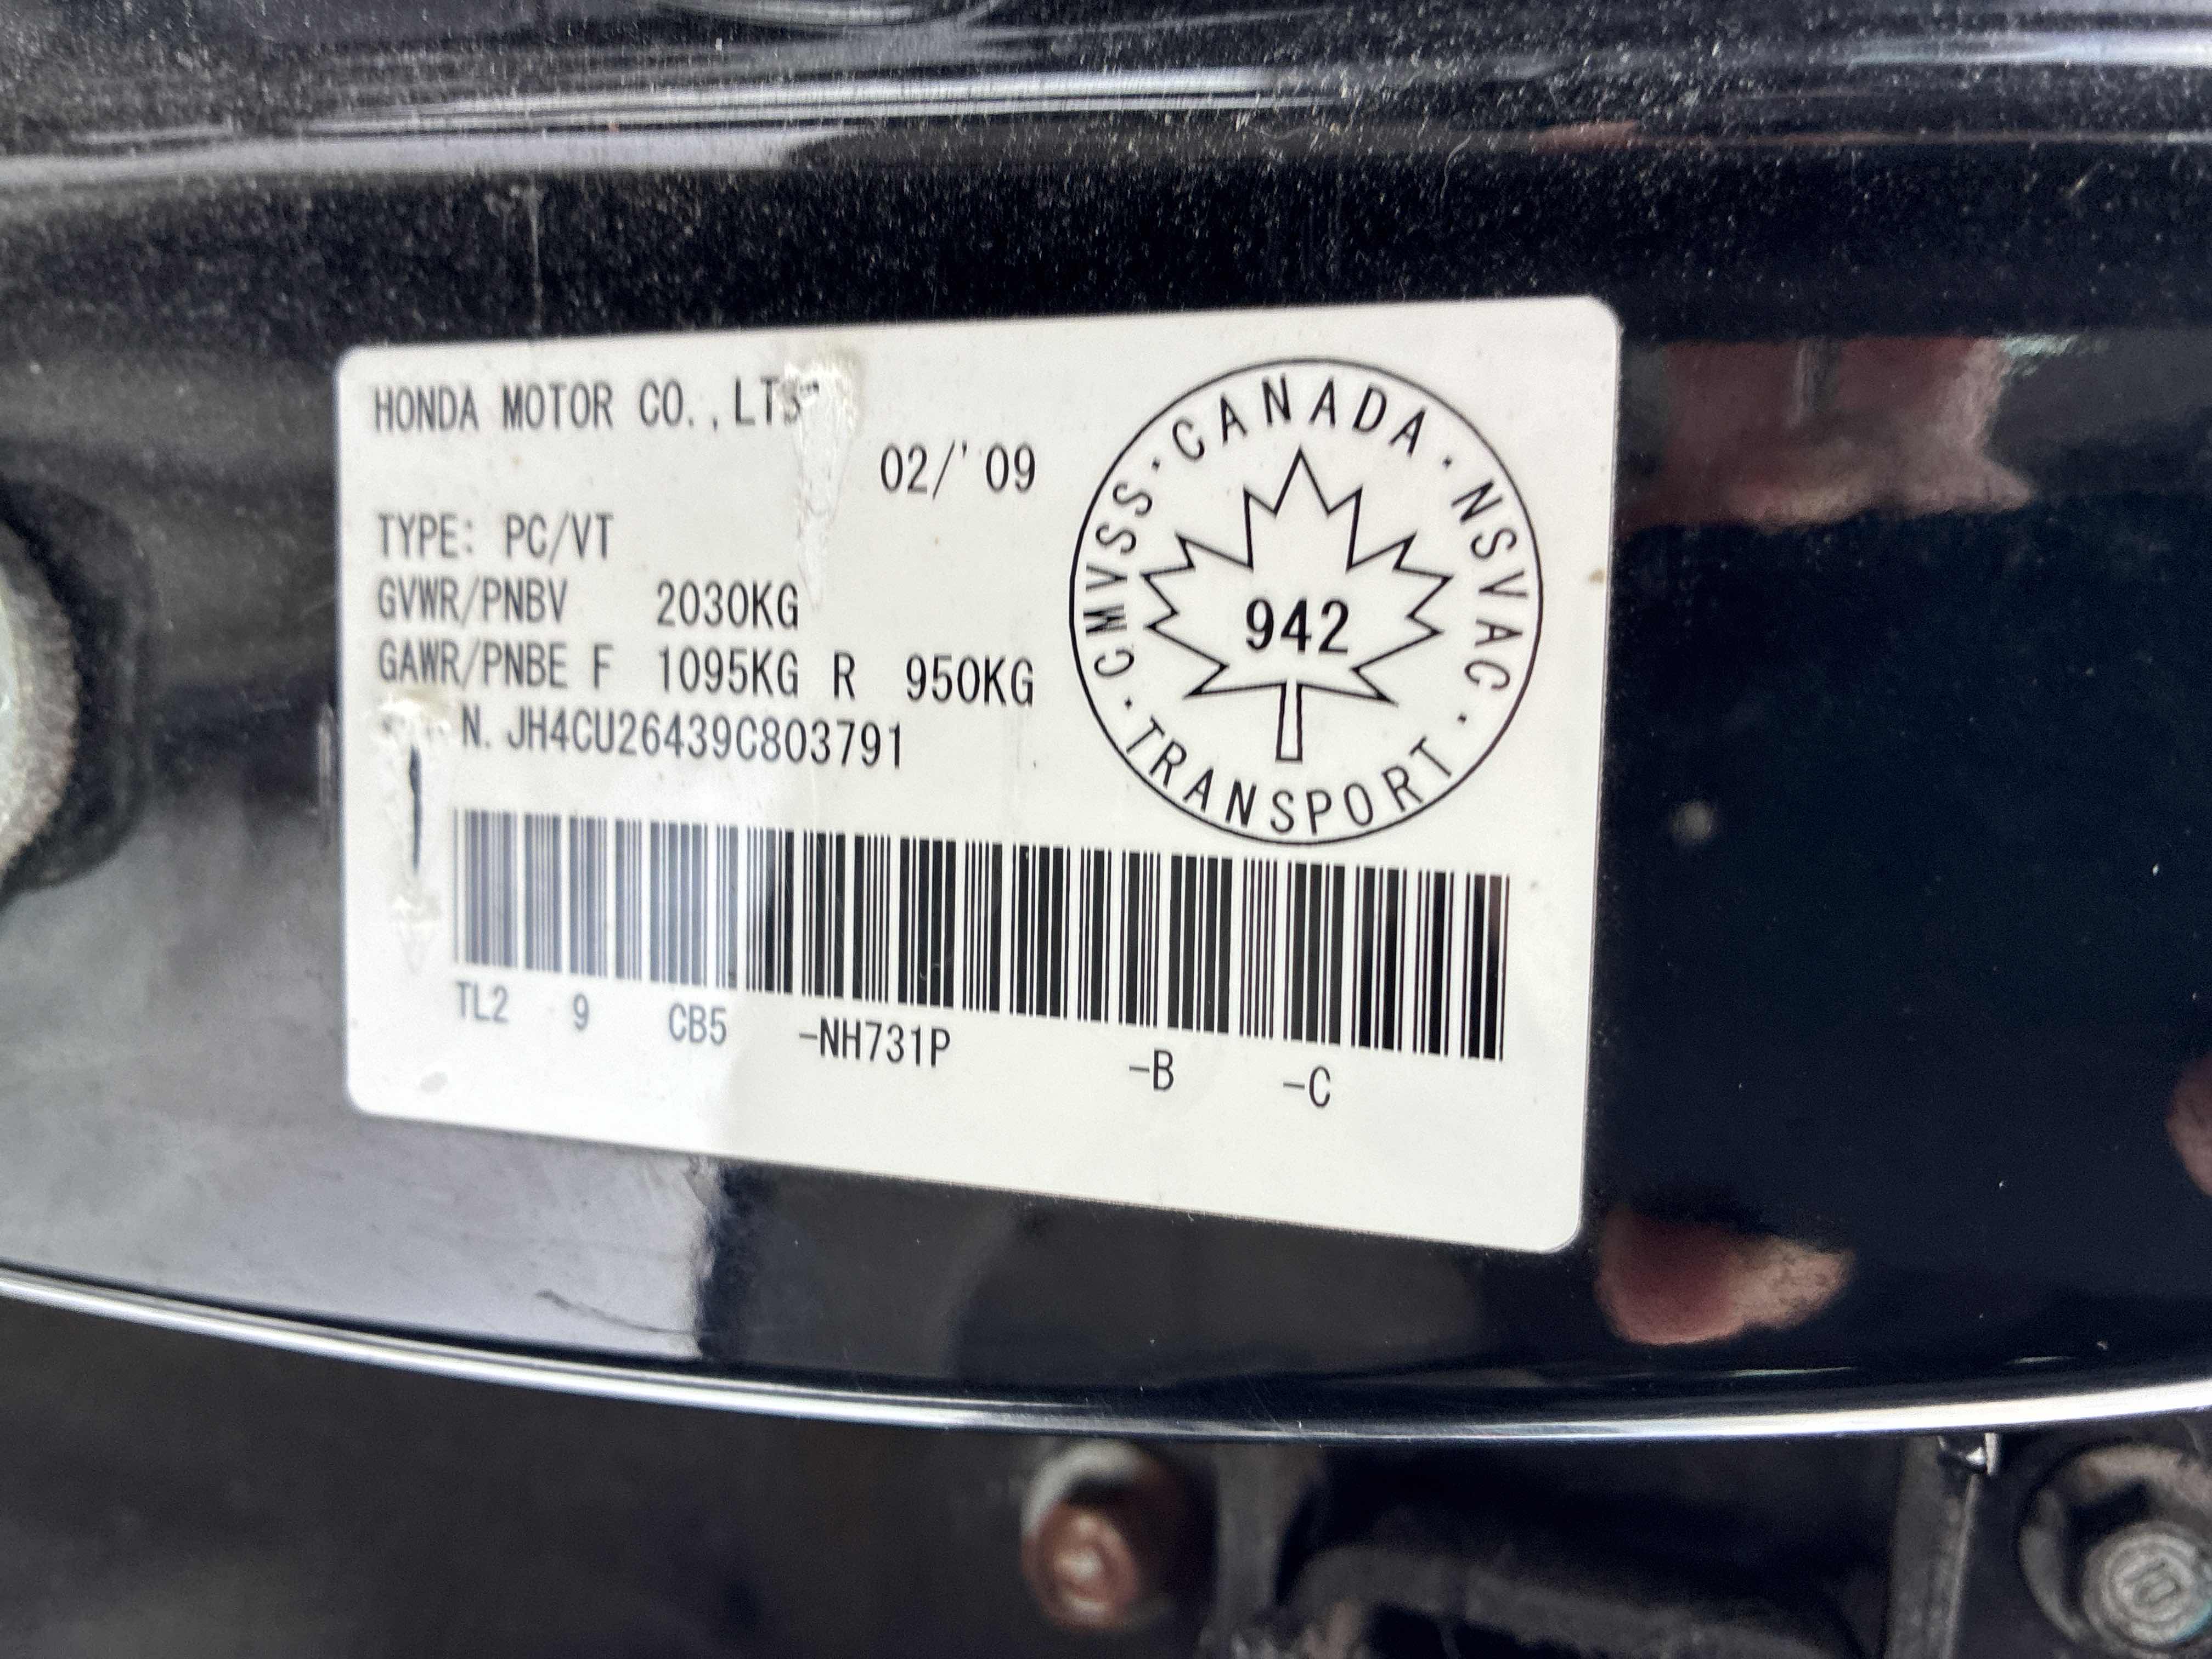 HONDA MOTOR CO.,
02/'09
TYPE: PC/VT
GVWR/PNBV 2030KG
GAWR/PNBE F 1095KG R 950KG
N. JH4CU26439C803791
CANADA · NSVAC · TRANSPORT · CMVSS ·
942
TL2 9 CB5 -NH731P -B -C